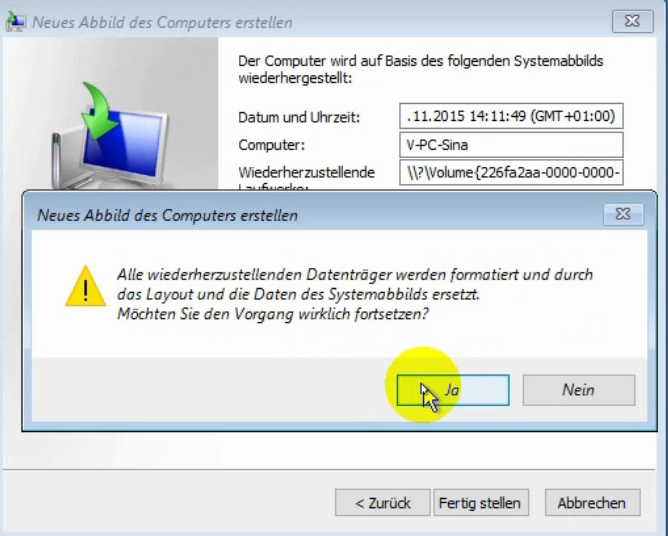 Neues Abbild des Computers erstellen
Der Computer wird auf Basis des folgenden Systemabbilds
wiederhergestellt:
Datum und Uhrzeit: .11.2015 14:11:49 (GMT+01:00)
Computer: V-PC-Sina
Wiederherzustellende \\?\Volume{226fa2aa-0000-0000-
Laufwerke:
Neues Abbild des Computers erstellen
Alle wiederherzustellenden Datenträger werden formatiert und durch
das Layout und die Daten des Systemabbilds ersetzt.
Möchten Sie den Vorgang wirklich fortsetzen?
Ja Nein
< Zurück Fertig stellen Abbrechen